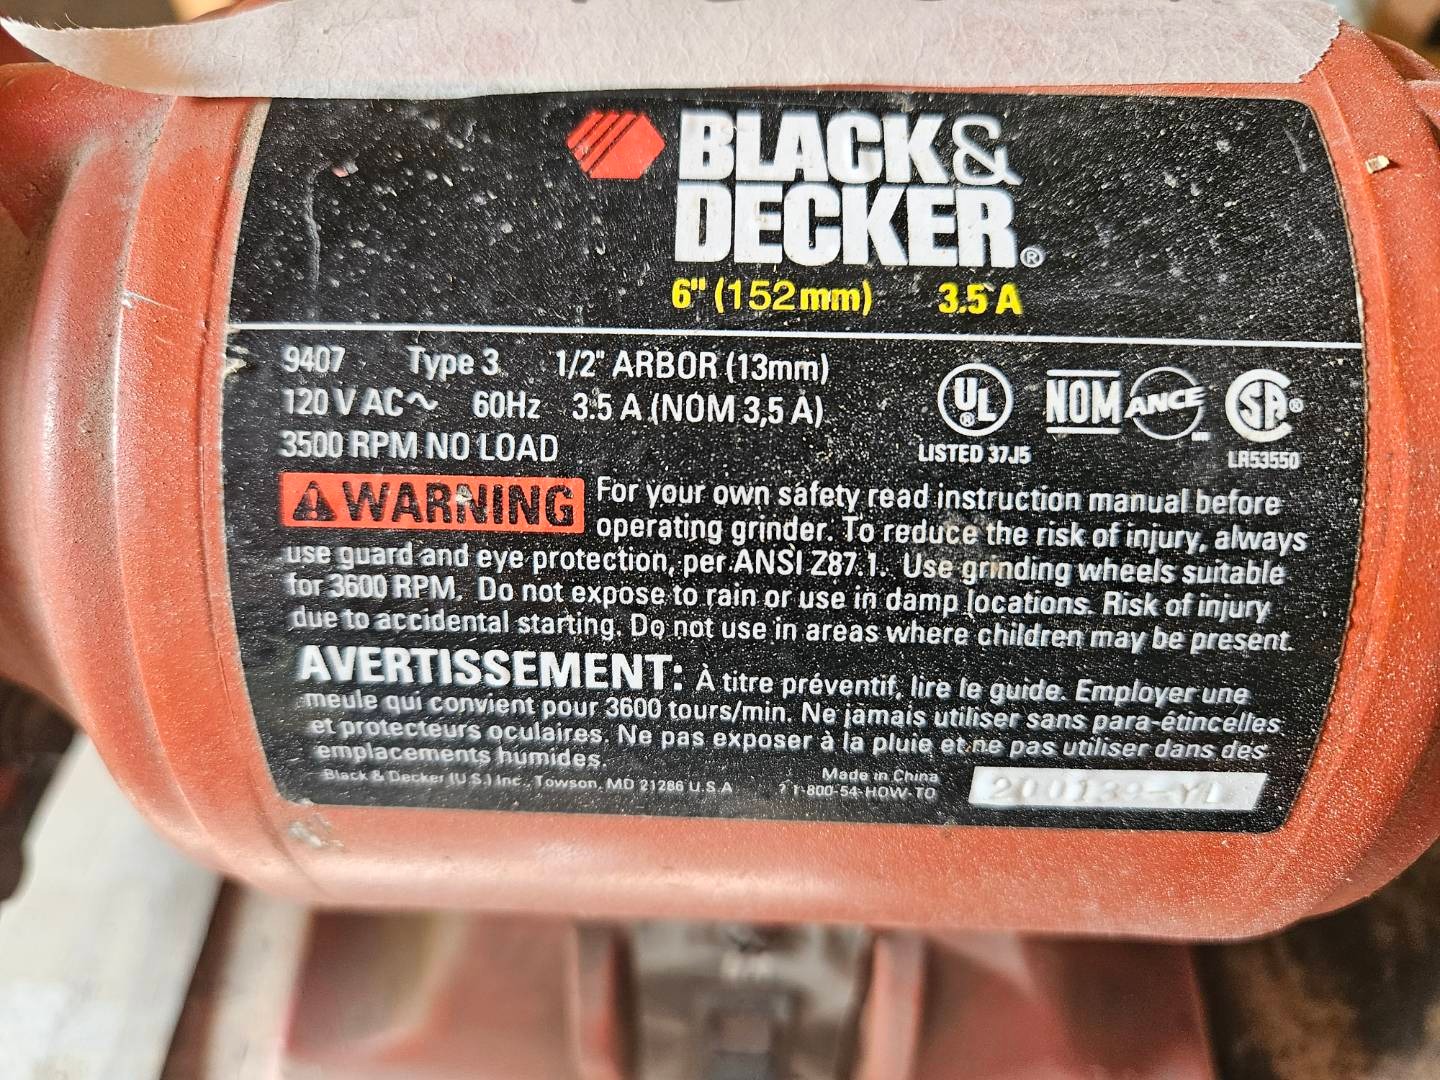 BLACK&
DECKER®
6" (152mm) 3.5 A
9407 Type 3 1/2" ARBOR (13mm)
120 V AC~ 60Hz 3.5 A (NOM 3,5 A)
3500 RPM NO LOAD
UL ®
LISTED 37J5
NOM ANCE
SA ®
LR53550
⚠WARNING For your own safety read instruction manual before
operating grinder. To reduce the risk of injury, always
use guard and eye protection, per ANSI Z87.1. Use grinding wheels suitable
for 3600 RPM. Do not expose to rain or use in damp locations. Risk of injury
due to accidental starting. Do not use in areas where children may be present.
AVERTISSEMENT: À titre préventif, lire le guide. Employer une
meule qui convient pour 3600 tours/min. Ne jamais utiliser sans para-étincelles
et protecteurs oculaires. Ne pas exposer à la pluie et ne pas utiliser dans des
emplacements humides.
Black & Decker (U.S.) Inc., Towson, MD 21286 U.S.A
Made in China
1-800-54-HOW-TO